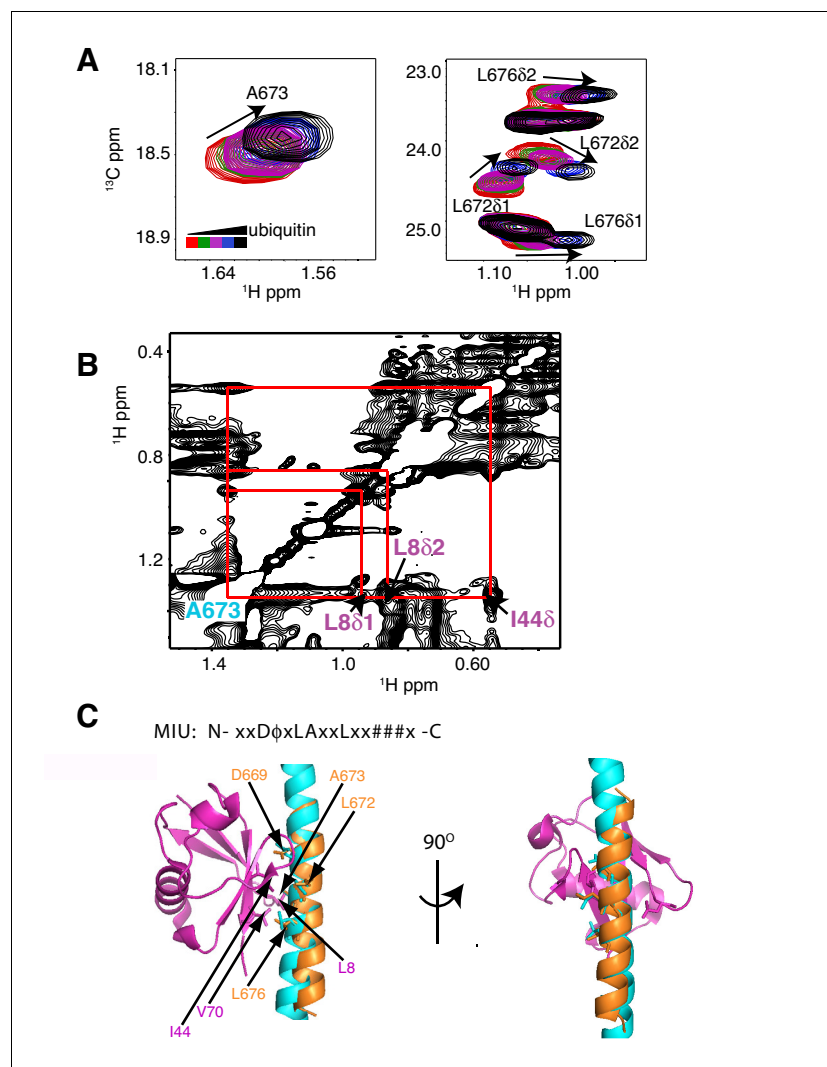 A
18.1
18.5
18.9
13C ppm
A673
ubiquitin
1.64
1.56
1H ppm
23.0
24.0
25.0
L676δ2
L672δ2
L672δ1
L676δ1
1.10
1.00
1H ppm
B
0.4
0.8
1.2
1H ppm
A673
L8δ1
L8δ2
I44δ
1.4
1.0
0.60
1H ppm
C
MIU: N- xxDϕxLAxxLxx###x -C
D669
A673
L672
L8
L676
V70
I44
90O